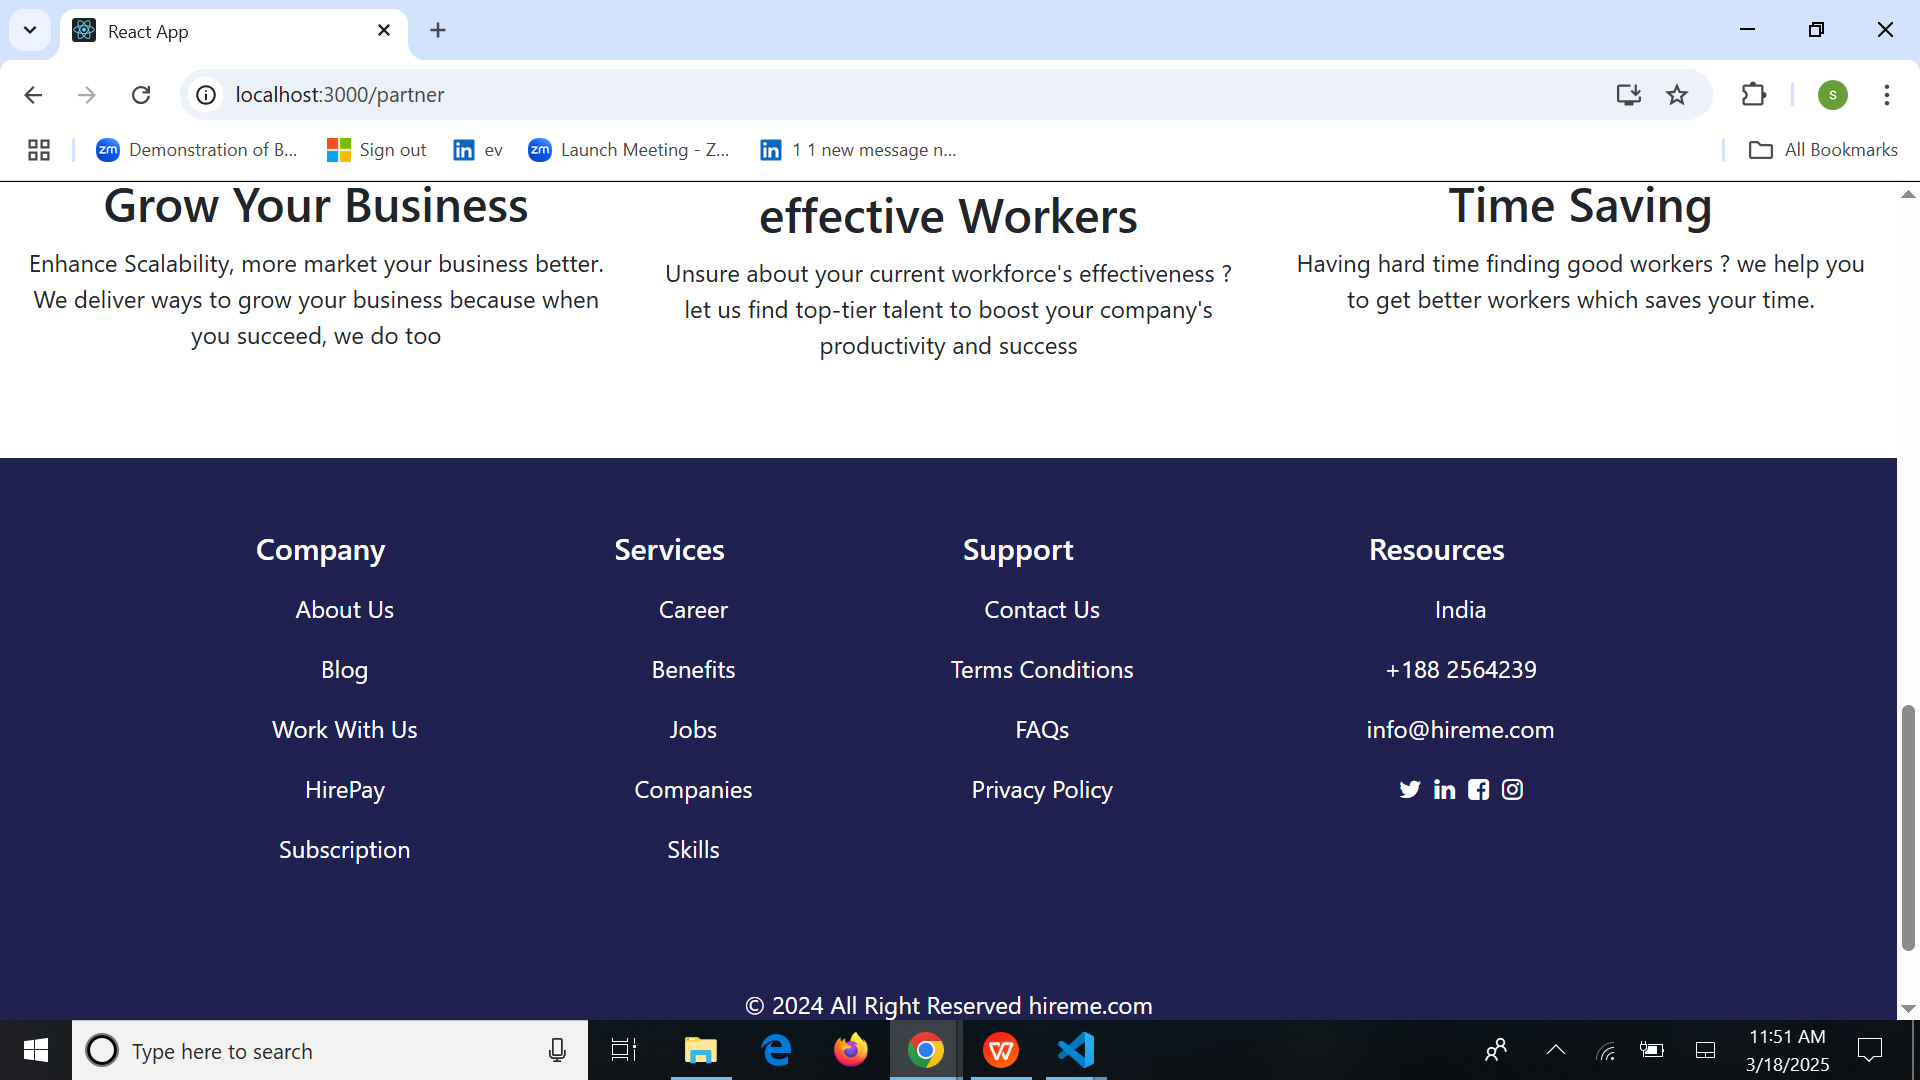 React App
localhost:3000/partner
Demonstration of B...
Sign out
ev
Launch Meeting - Z...
1 1 new message n...
All Bookmarks
S
zm
zm
Grow Your Business
Enhance Scalability, more market your business better.
We deliver ways to grow your business because when
you succeed, we do too
effective Workers
Unsure about your current workforce's effectiveness ?
let us find top-tier talent to boost your company's
productivity and success
Time Saving
Having hard time finding good workers ? we help you
to get better workers which saves your time.
Company
About Us
Blog
Work With Us
HirePay
Subscription
Services
Career
Benefits
Jobs
Companies
Skills
Support
Contact Us
Terms Conditions
FAQs
Privacy Policy
Resources
India
+188 2564239
info@hireme.com
© 2024 All Right Reserved hireme.com
Type here to search
11:51 AM
3/18/2025